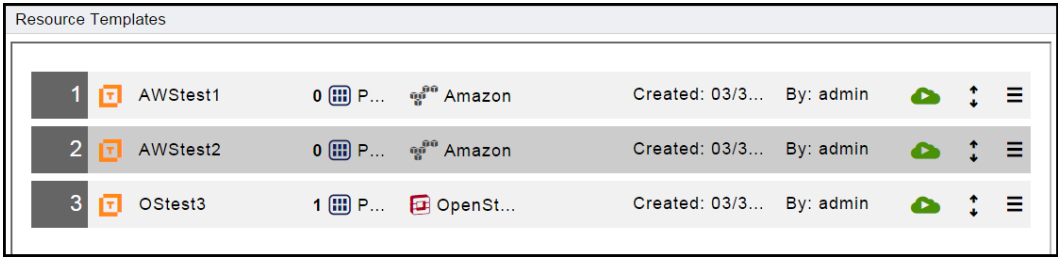 Resource Templates
1 T AWStest1 0 P... Amazon Created: 03/3... By: admin
2 T AWStest2 0 P... Amazon Created: 03/3... By: admin
3 T OStest3 1 P... OpenSt... Created: 03/3... By: admin